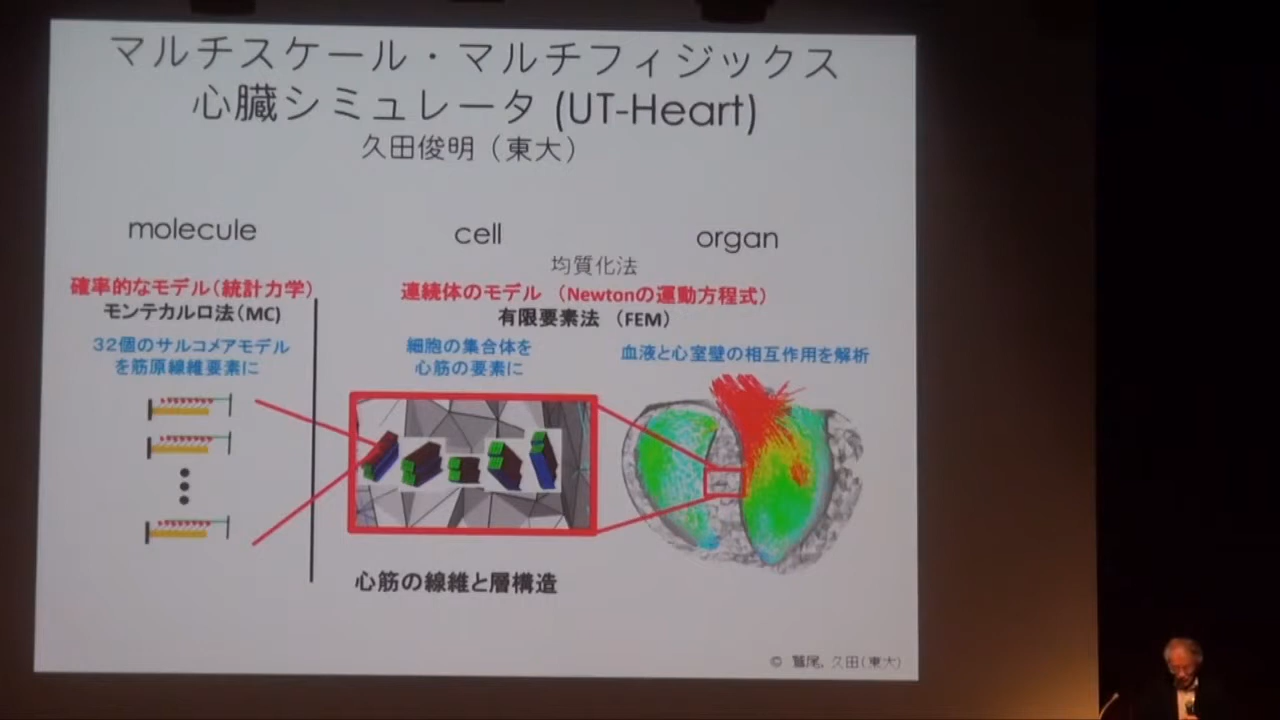 マルチスケール・マルチフィジックス
心臓シミュレータ (UT-Heart)
久田俊明（東大）
molecule
cell
organ
均質化法
確率的なモデル（統計力学）
モンテカルロ法（MC)
連続体のモデル （Newtonの運動方程式）
有限要素法 （FEM）
32個のサルコメアモデル
を筋原線維要素に
細胞の集合体を
心筋の要素に
血液と心室壁の相互作用を解析
心筋の線維と層構造
© 鷲尾, 久田（東大）